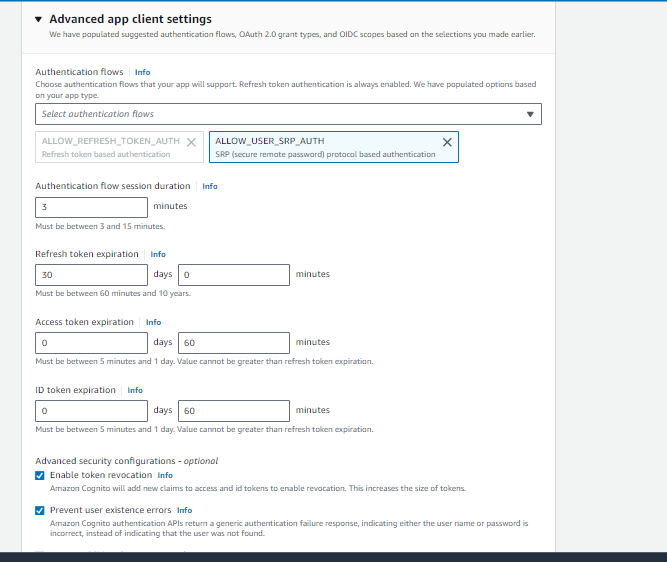 Advanced app client settings
We have populated suggested authentication flows, OAuth 2.0 grant types, and OIDC scopes based on the selections you made earlier.
Authentication flows | Info
Choose authentication flows that your app will support. Refresh token authentication is always enabled. We have populated options based
on your app type.
Select authentication flows
ALLOW_REFRESH_TOKEN_AUTH
Refresh token based authentication
ALLOW_USER_SRP_AUTH
SRP (secure remote password) protocol based authentication
Authentication flow session duration | Info
3 minutes
Must be between 3 and 15 minutes.
Refresh token expiration | Info
30 days 0 minutes
Must be between 60 minutes and 10 years.
Access token expiration | Info
0 days 60 minutes
Must be between 5 minutes and 1 day. Value cannot be greater than refresh token expiration.
ID token expiration | Info
0 days 60 minutes
Must be between 5 minutes and 1 day. Value cannot be greater than refresh token expiration.
Advanced security configurations - optional
Enable token revocation Info
Amazon Cognito will add new claims to access and id tokens to enable revocation. This increases the size of tokens.
Prevent user existence errors Info
Amazon Cognito authentication APIs return a generic authentication failure response, indicating either the user name or password is
incorrect, instead of indicating that the user was not found.